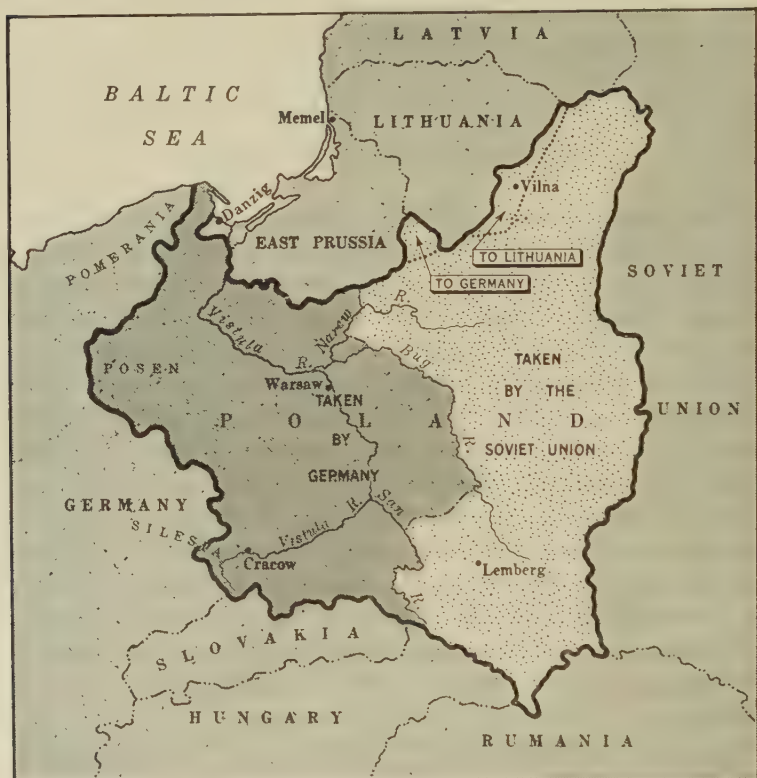 LATVIA
BALTIC
SEA
Memel
LITHUANIA
Vilna
Danzig
POMERANIA
EAST PRUSSIA
TO LITHUANIA
TO GERMANY
SOVIET
UNION
Vistula
R.
Narew
R.
Bug
R.
POSEN
Warsaw
POLAND
TAKEN
BY
GERMANY
TAKEN
BY THE
SOVIET UNION
GERMANY
SILESIA
Vistula R.
San
R.
Cracow
Lemberg
SLOVAKIA
HUNGARY
RUMANIA